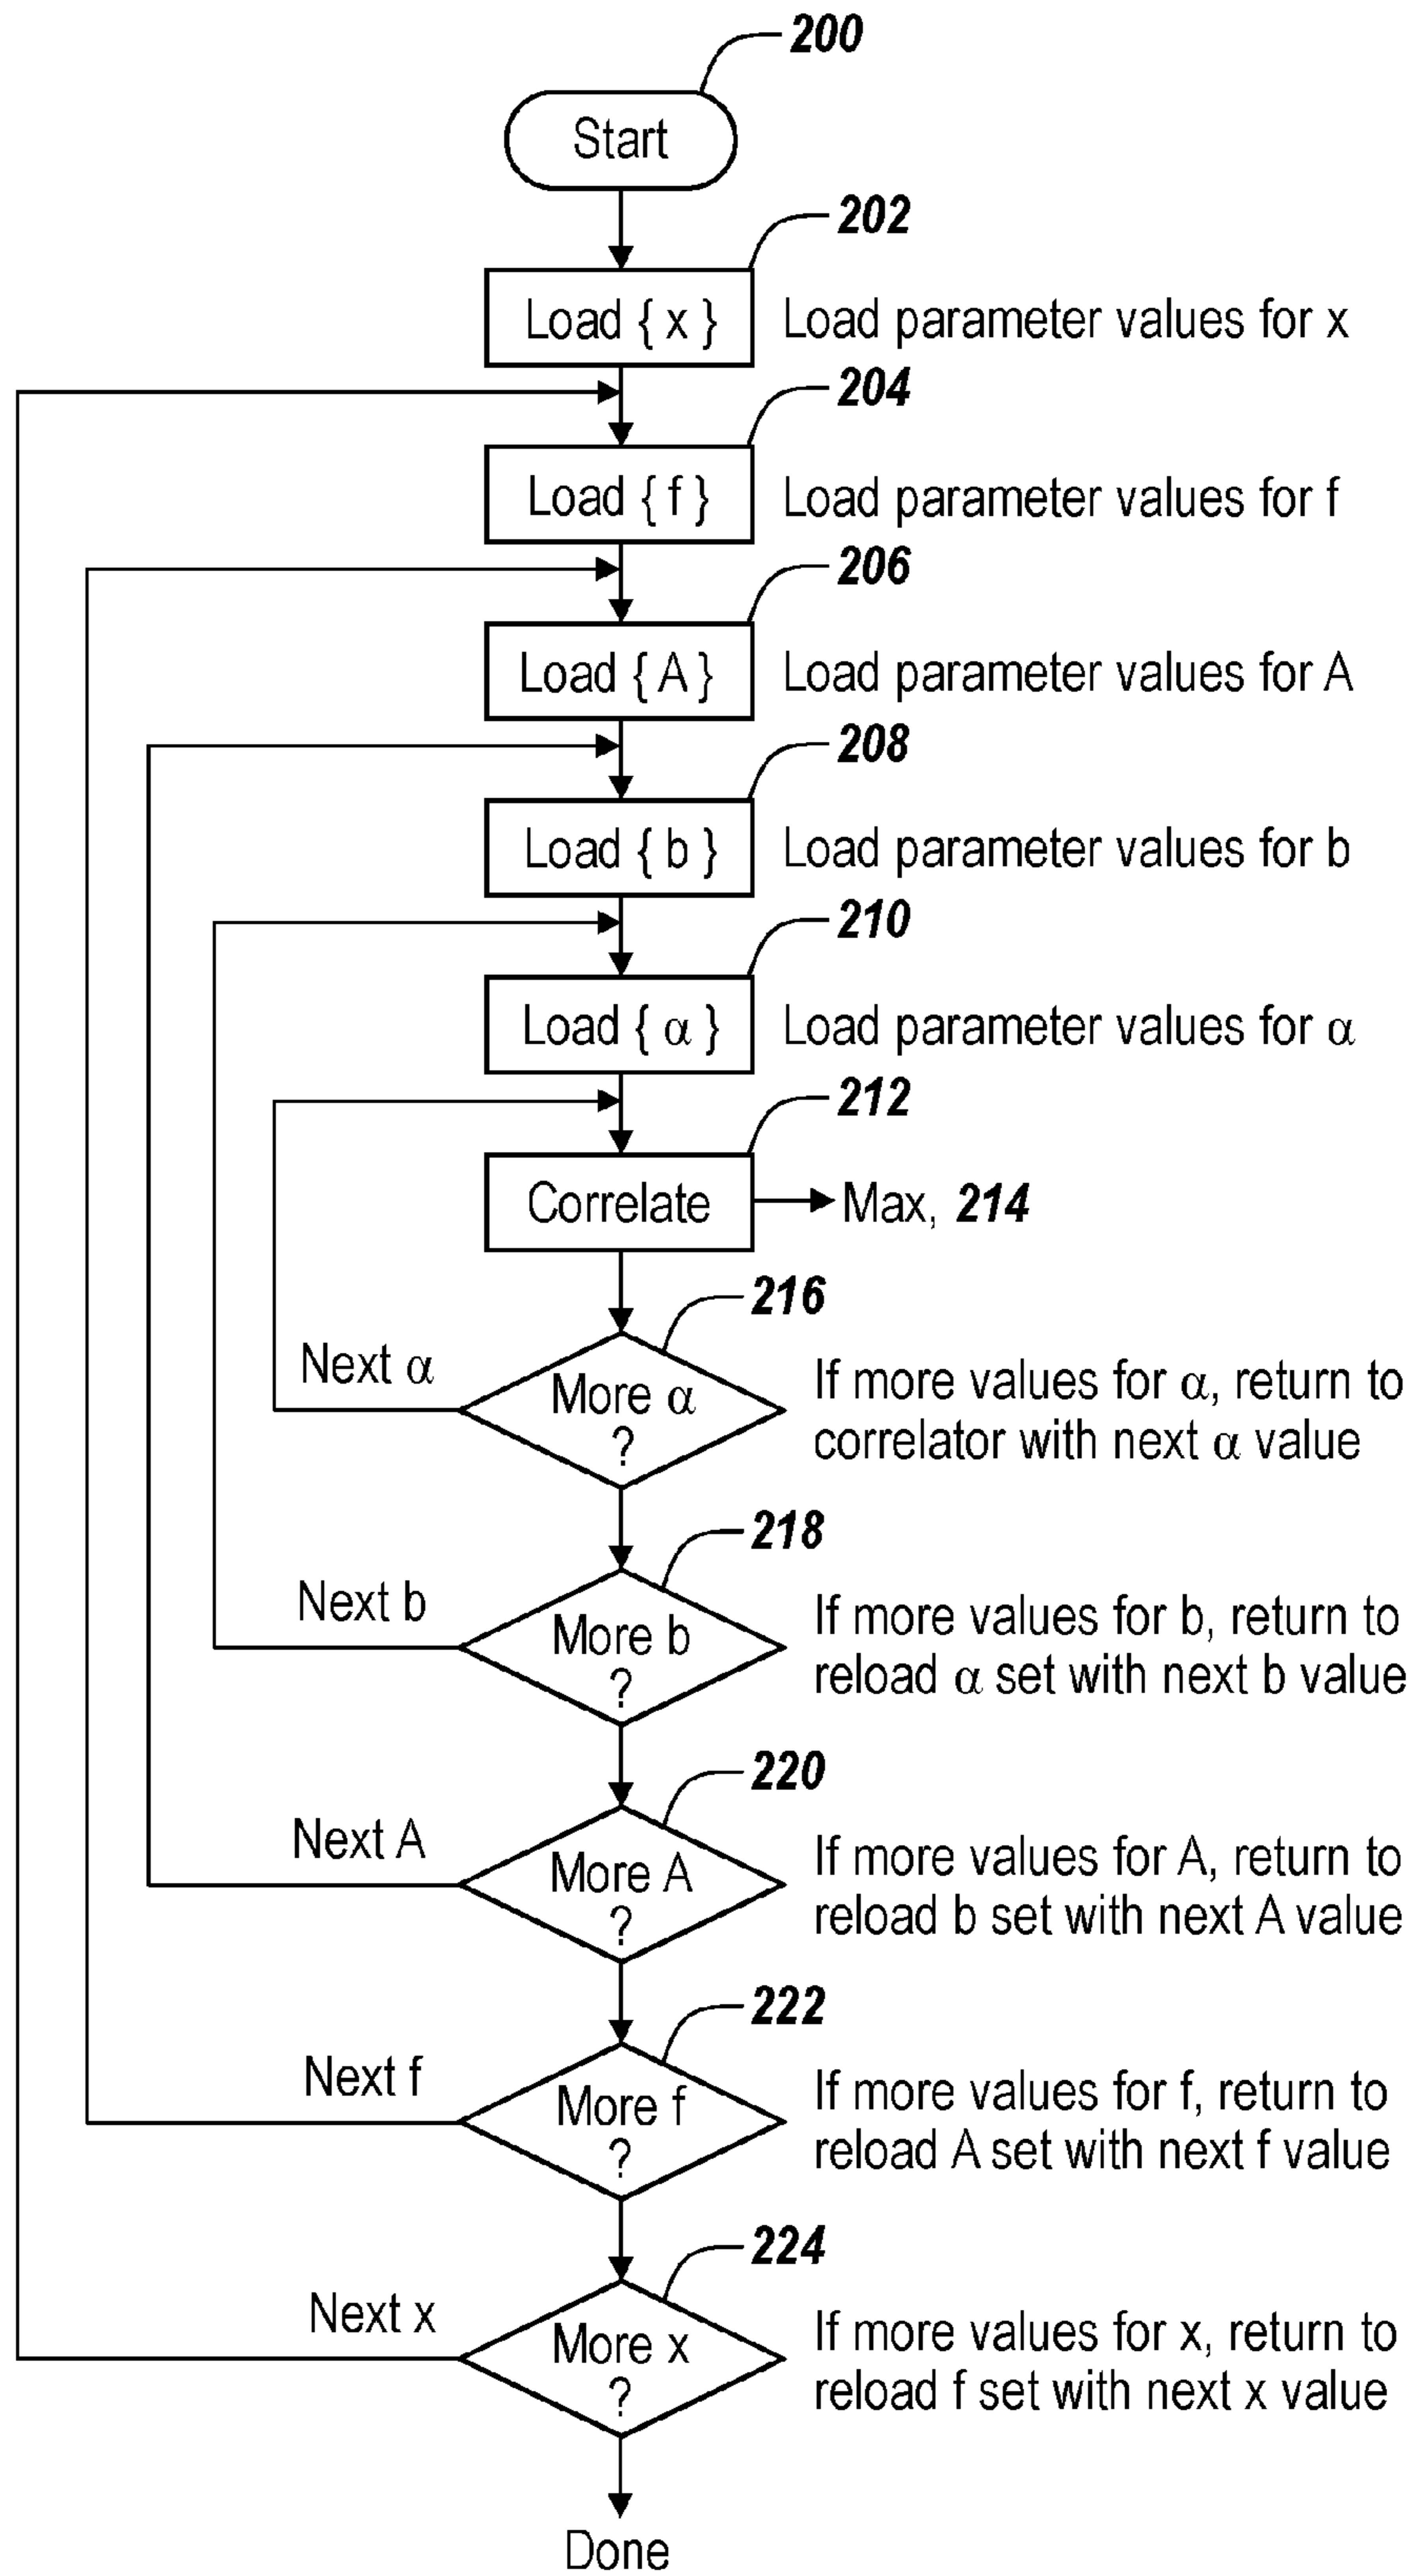 200
Start
202
Load { x } Load parameter values for x
204
Load { f } Load parameter values for f
206
Load { A } Load parameter values for A
208
Load { b } Load parameter values for b
210
Load { α } Load parameter values for α
212
Correlate Max, 214
216
Next α
More α
?
If more values for α, return to
correlator with next α value
218
Next b
More b
?
If more values for b, return to
reload α set with next b value
220
Next A
More A
?
If more values for A, return to
reload b set with next A value
222
Next f
More f
?
If more values for f, return to
reload A set with next f value
224
Next x
More x
?
If more values for x, return to
reload f set with next x value
Done